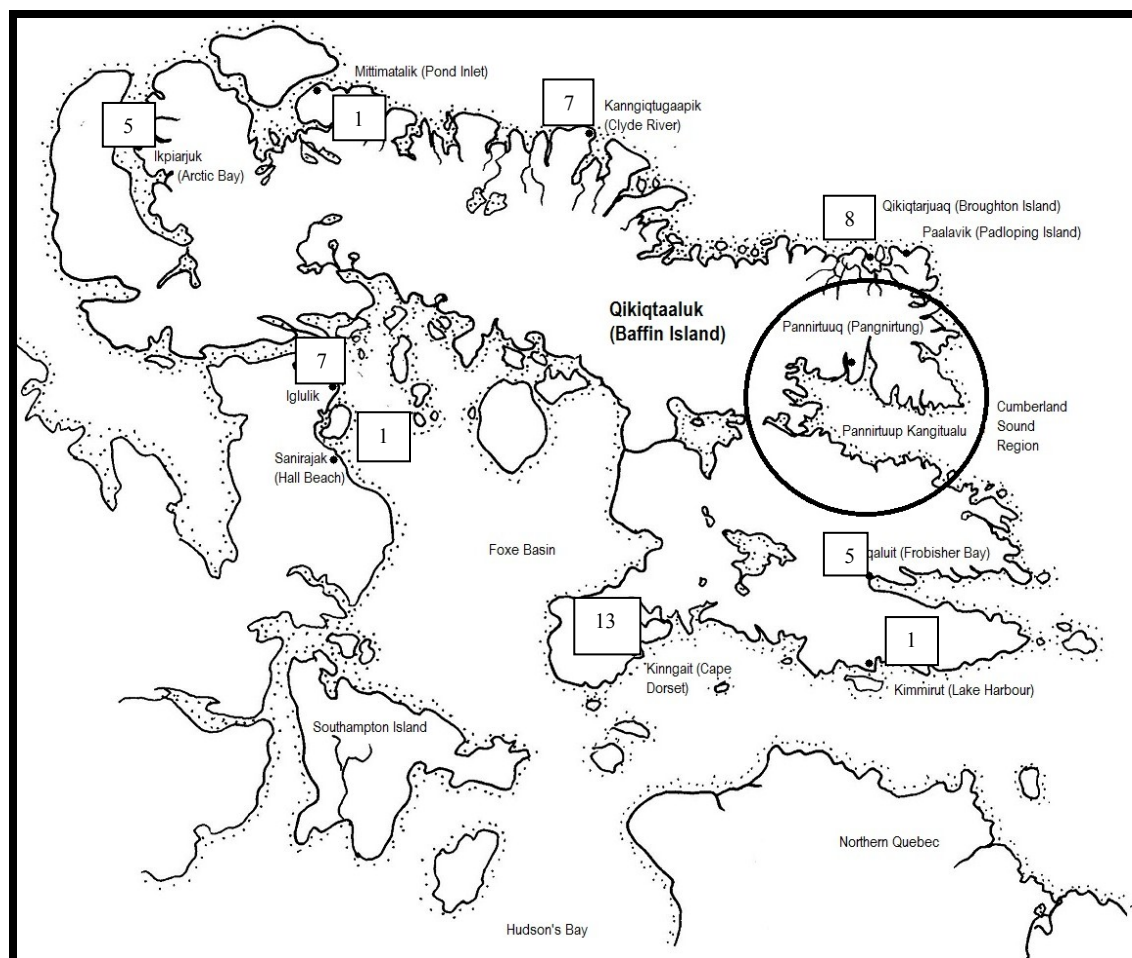 Mittimatalik (Pond Inlet)
7
Kanngiqtugaapik
(Clyde River)
5
1
Ikpiarjuk
(Arctic Bay)
8
Qikiqtarjuaq (Broughton Island)
Paalavik (Padloping Island)
Qikiqtaaluk
(Baffin Island)
Pannirtuuq (Pangnirtung)
7
Iglulik
1
Cumberland
Sound
Region
Pannirtuup Kangitualu
Sanirajak
(Hall Beach)
Foxe Basin
5
qaluit (Frobisher Bay)
13
1
Kinngait (Cape
Dorset)
Kimmirut (Lake Harbour)
Southampton Island
Northern Quebec
Hudson's Bay